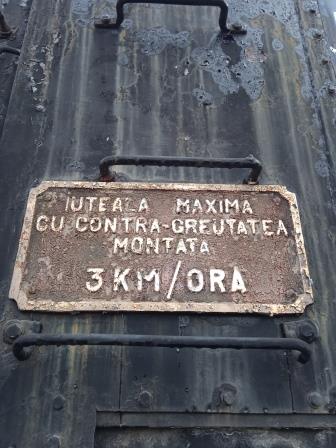 IUTEALA MAXIMA
CU CONTRA-GREUTATEA
MONTATA
3 KM/ORA